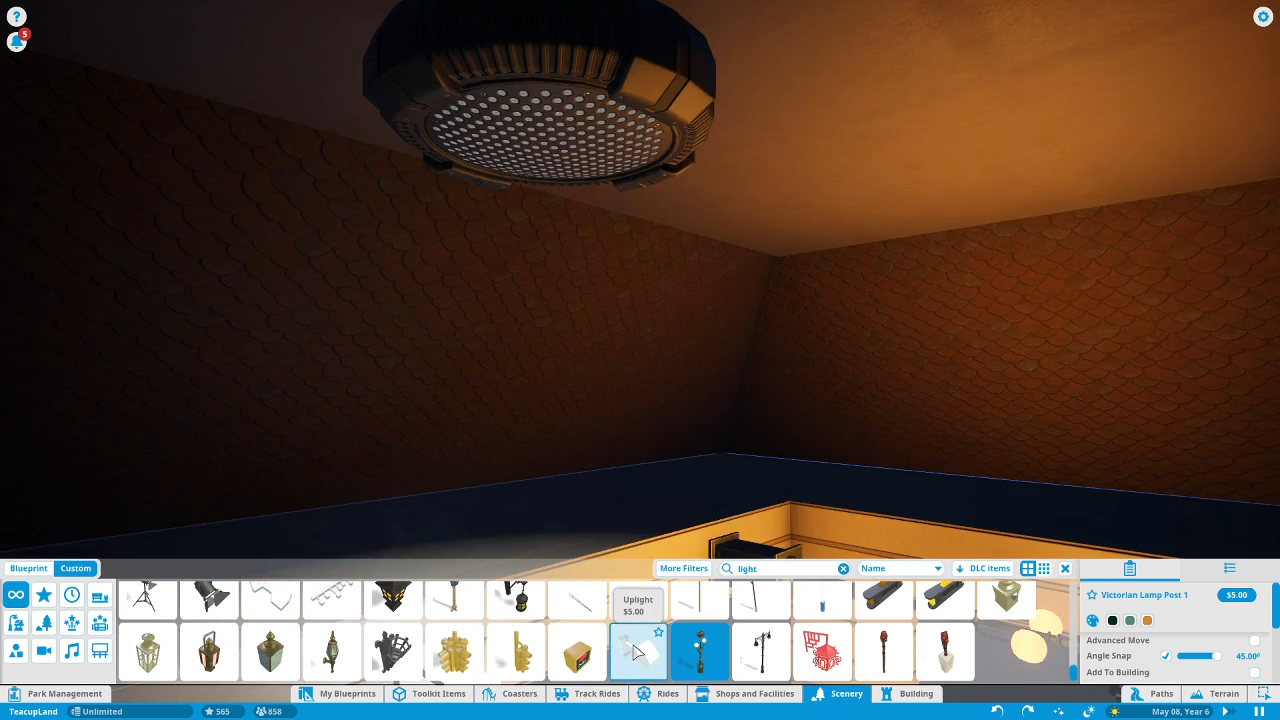 ?
5
Blueprint
Custom
More Filters
light
Name
DLC items
Uplight
$5.00
Victorian Lamp Post 1
$5.00
Advanced Move
Angle Snap
45.00°
Add To Building
Park Management
My Blueprints
Toolkit Items
Coasters
Track Rides
Rides
Shops and Facilities
Scenery
Building
Paths
Terrain
TeacupLand
Unlimited
565
858
May 08, Year 6